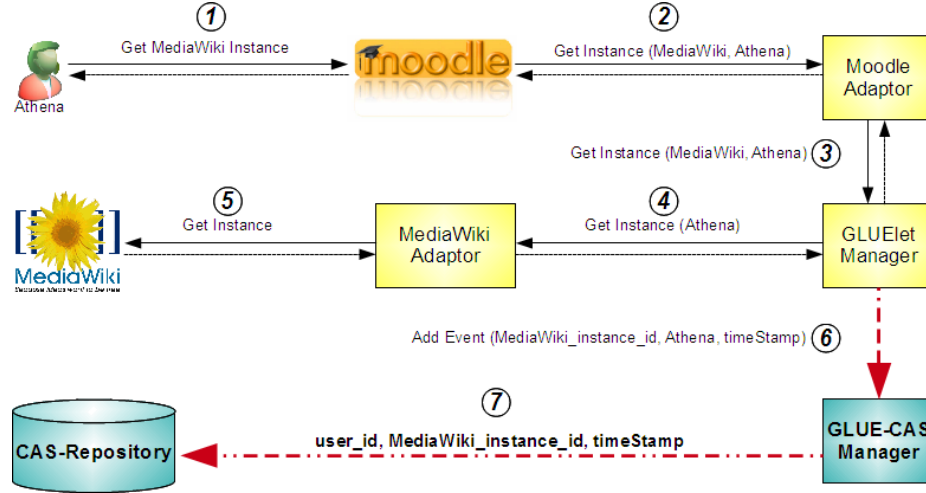 1
2
Get MediaWiki Instance
Get Instance (MediaWiki, Athena)
moodle
Moodle
Adaptor
Athena
Get Instance (MediaWiki, Athena)
3
5
4
Get Instance
Get Instance (Athena)
[[ ]]
MediaWiki
MediaWiki
Adaptor
GLUElet
Manager
Add Event (MediaWiki_instance_id, Athena, timeStamp)
6
7
user_id, MediaWiki_instance_id, timeStamp
CAS-Repository
GLUE-CAS
Manager